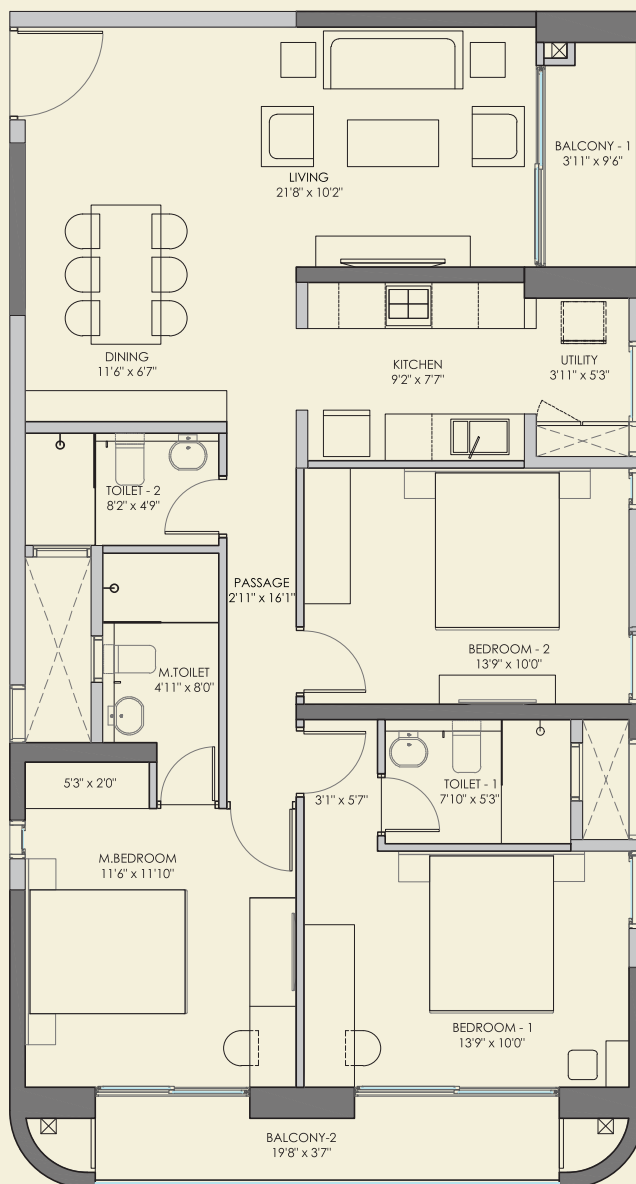 BALCONY - 1
3'11" x 9'6"
LIVING
21'8" x 10'2"
DINING
11'6" x 6'7"
KITCHEN
9'2" x 7'7"
UTILITY
3'11" x 5'3"
TOILET - 2
8'2" x 4'9"
PASSAGE
2'11" x 16'1"
BEDROOM - 2
13'9" x 10'0"
M.TOILET
4'11" x 8'0"
5'3" x 2'0"
3'1" x 5'7"
TOILET - 1
7'10" x 5'3"
M.BEDROOM
11'6" x 11'10"
BEDROOM - 1
13'9" x 10'0"
BALCONY-2
19'8" x 3'7"